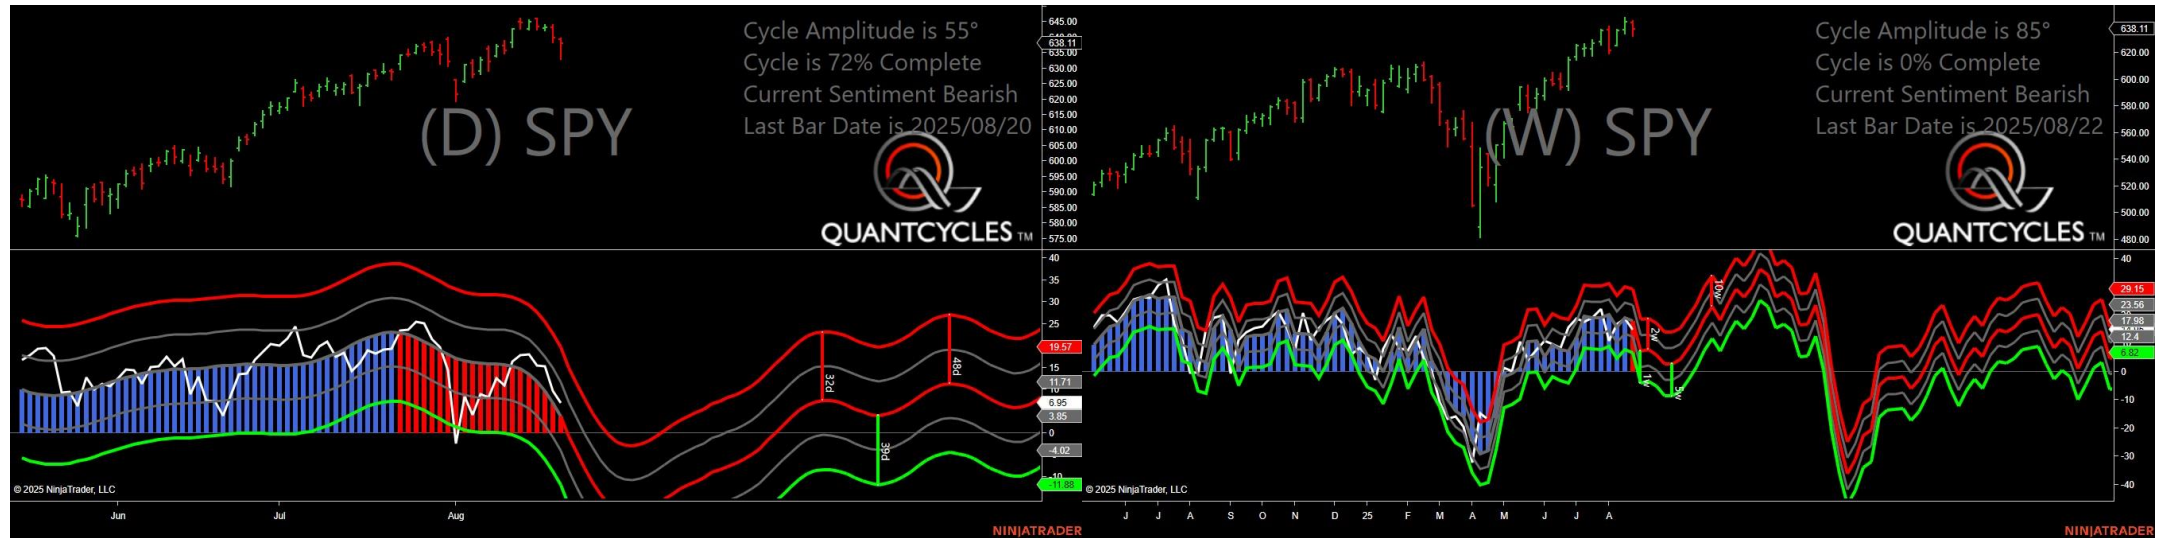 Cycle Amplitude is 55°
Cycle is 72% Complete
Current Sentiment Bearish
Last Bar Date is 2025/08/20
(D) SPY
QUANTCYCLES TM
645.00
638.11
635.00
630.00
625.00
620.00
615.00
610.00
605.00
600.00
595.00
590.00
585.00
580.00
575.00
40
35
30
25
19.57
15
11.71
6.95
3.85
0
-4.02
-11.88
32d
39d
48d
© 2025 NinjaTrader, LLC
Jun
Jul
Aug
NINJATRADER
Cycle Amplitude is 85°
Cycle is 0% Complete
Current Sentiment Bearish
Last Bar Date is 2025/08/22
(W) SPY
QUANTCYCLES TM
638.11
620.00
600.00
580.00
560.00
540.00
520.00
500.00
480.00
40
29.15
23.56
17.98
12.4
6.82
0
-10
-20
-30
-40
2w
1w
5w
10w
© 2025 NinjaTrader, LLC
J J A S O N D 25 F M A M J J A
NINJATRADER